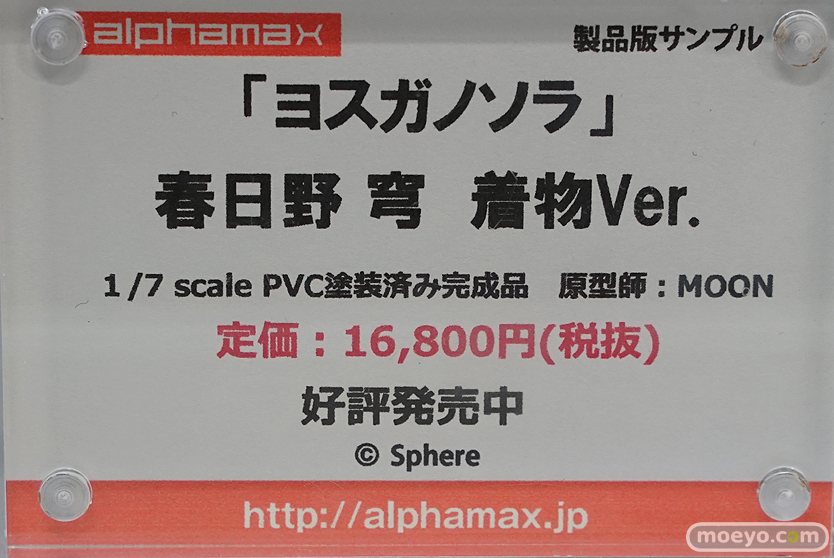 alphamax
製品版サンプル
「ヨスガノソラ」
春日野 穹 着物Ver.
1/7 scale PVC塗装済み完成品 原型師：MOON
定価：16,800円(税抜)
好評発売中
© Sphere
http://alphamax.jp
moeyo.com